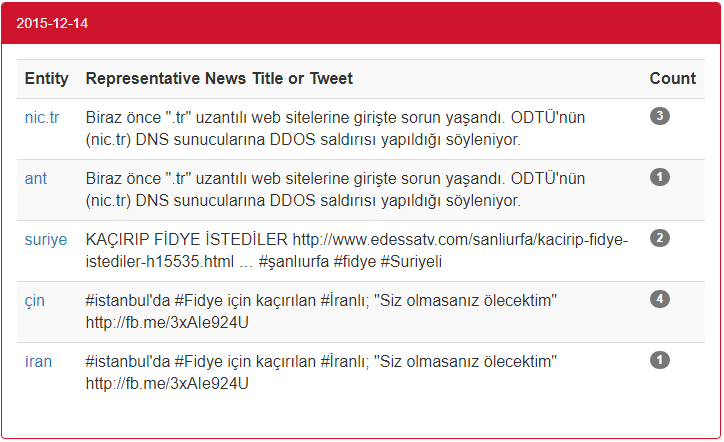 2015-12-14
Entity Representative News Title or Tweet Count
nic.tr Biraz önce ".tr" uzantılı web sitelerine girişte sorun yaşandı. ODTÜ'nün 3
(nic.tr) DNS sunucularına DDOS saldırısı yapıldığı söyleniyor.
ant Biraz önce ".tr" uzantılı web sitelerine girişte sorun yaşandı. ODTÜ'nün 1
(nic.tr) DNS sunucularına DDOS saldırısı yapıldığı söyleniyor.
suriye KAÇIRIP FİDYE İSTEDİLER http://www.edessatv.com/sanliurfa/kacirip-fidye- 2
istediler-h15535.html … #şanlıurfa #fidye #Suriyeli
çin #istanbul'da #Fidye için kaçırılan #İranlı; "Siz olmasanız ölecektim" 4
http://fb.me/3xAle924U
iran #istanbul'da #Fidye için kaçırılan #İranlı; "Siz olmasanız ölecektim" 1
http://fb.me/3xAle924U